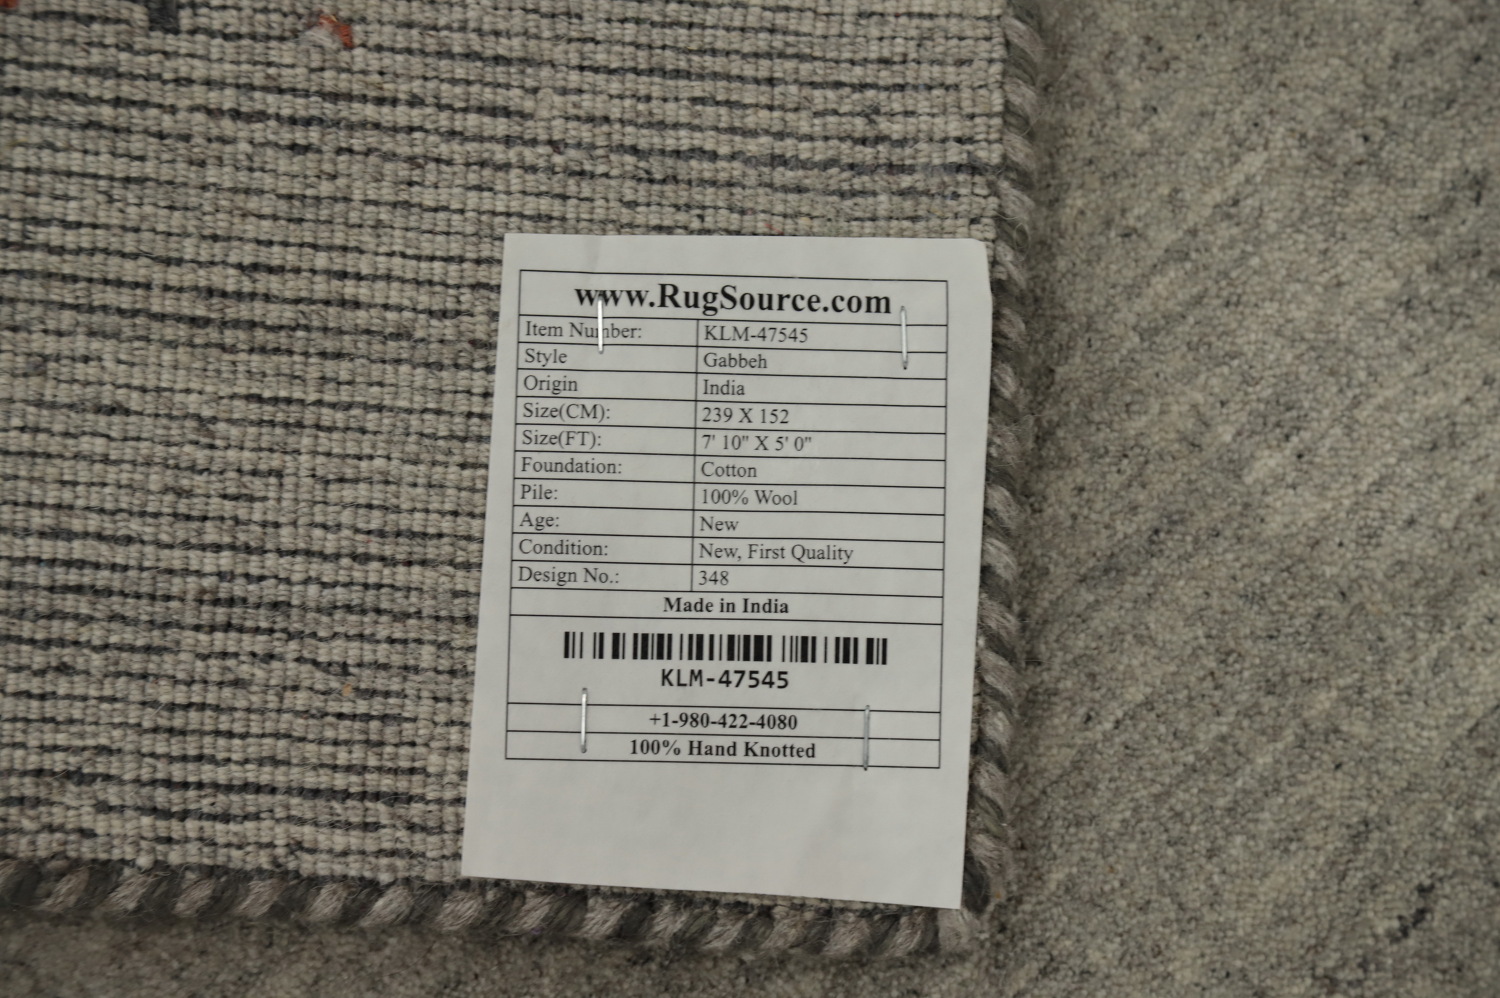 www.RugSource.com
Item Number: KLM-47545
Style Gabbeh
Origin India
Size(CM): 239 X 152
Size(FT): 7' 10" X 5' 0"
Foundation: Cotton
Pile: 100% Wool
Age: New
Condition: New, First Quality
Design No.: 348
Made in India
KLM-47545
+1-980-422-4080
100% Hand Knotted